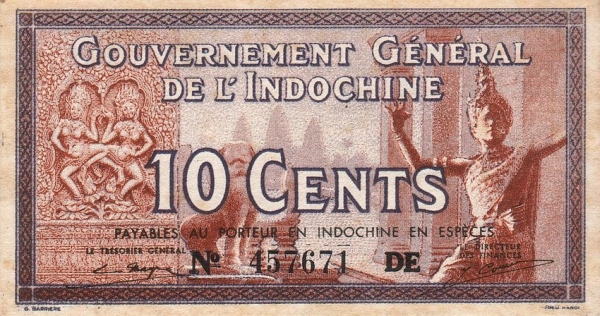 GOUVERNEMENT GÉNÉRAL
DE L'INDOCHINE
10 CENTS
PAYABLES AU PORTEUR EN INDOCHINE EN ESPÈCES
LE TRÉSORIER GÉNÉRAL
LE DIRECTEUR
DES FINANCES
Nº 457671 DE
G. BARRIÈRE